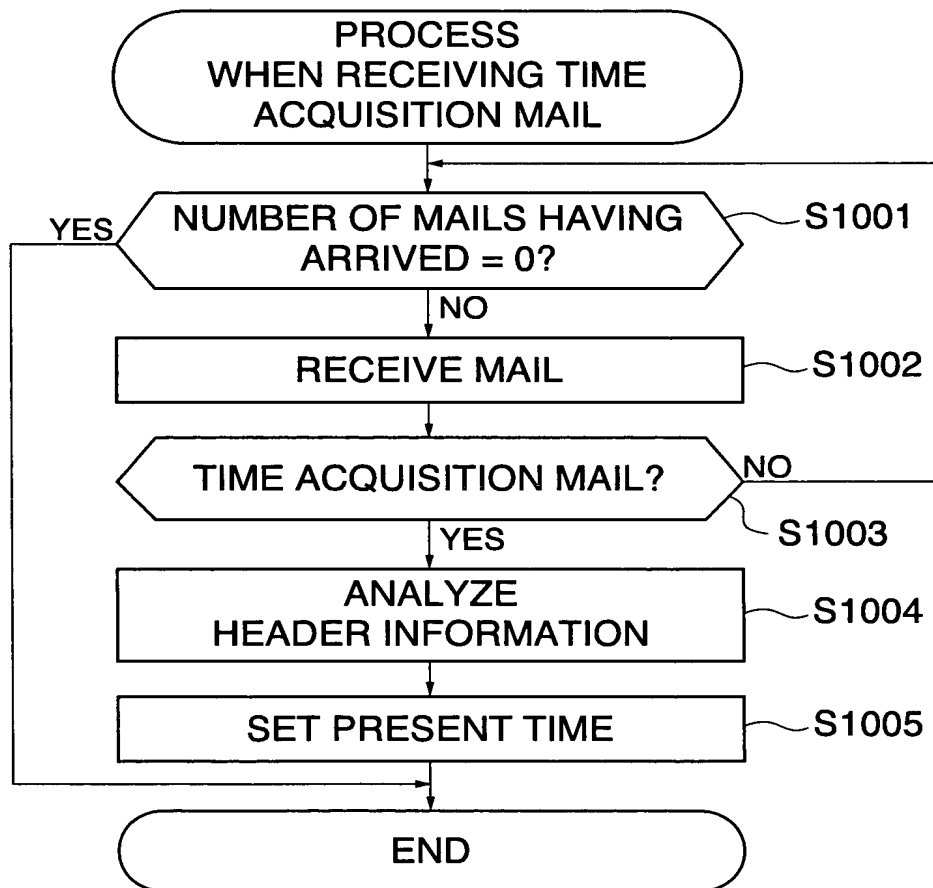 PROCESS
WHEN RECEIVING TIME
ACQUISITION MAIL
YES
NUMBER OF MAILS HAVING
ARRIVED = 0?
S1001
NO
RECEIVE MAIL
S1002
TIME ACQUISITION MAIL?
NO
S1003
YES
ANALYZE
HEADER INFORMATION
S1004
SET PRESENT TIME
S1005
END